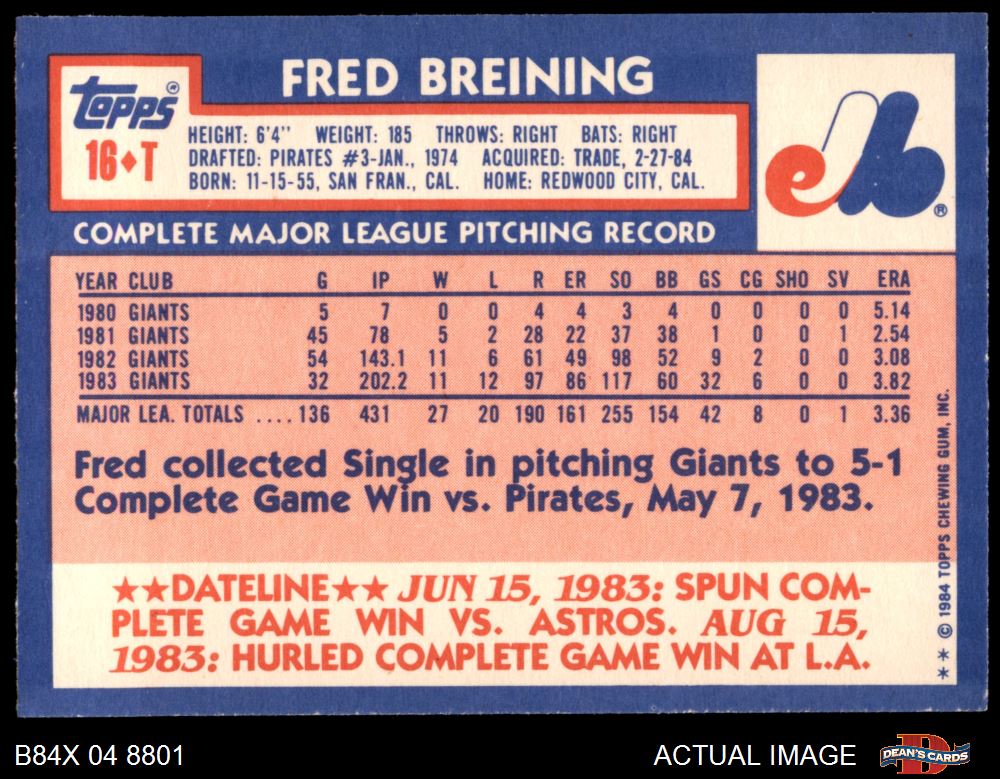 FRED BREINING
topps®
16♦T
HEIGHT: 6'4" WEIGHT: 185 THROWS: RIGHT BATS: RIGHT
DRAFTED: PIRATES #3-JAN., 1974 ACQUIRED: TRADE, 2-27-84
BORN: 11-15-55, SAN FRAN., CAL. HOME: REDWOOD CITY, CAL.
eb®
COMPLETE MAJOR LEAGUE PITCHING RECORD
YEAR CLUB G IP W L R ER SO BB GS CG SHO SV ERA
1980 GIANTS 5 7 0 0 4 4 3 4 0 0 0 0 5.14
1981 GIANTS 45 78 5 2 28 22 37 38 1 0 0 1 2.54
1982 GIANTS 54 143.1 11 6 61 49 98 52 9 2 0 0 3.08
1983 GIANTS 32 202.2 11 12 97 86 117 60 32 6 0 0 3.82
MAJOR LEA. TOTALS .... 136 431 27 20 190 161 255 154 42 8 0 1 3.36
Fred collected Single in pitching Giants to 5-1
Complete Game Win vs. Pirates, May 7, 1983.
★★DATELINE★★ JUN 15, 1983: SPUN COM-
PLETE GAME WIN VS. ASTROS. AUG 15,
1983: HURLED COMPLETE GAME WIN AT L.A.
** © 1984 TOPPS CHEWING GUM, INC.
B84X 04 8801
ACTUAL IMAGE
DEAN'S CARDS